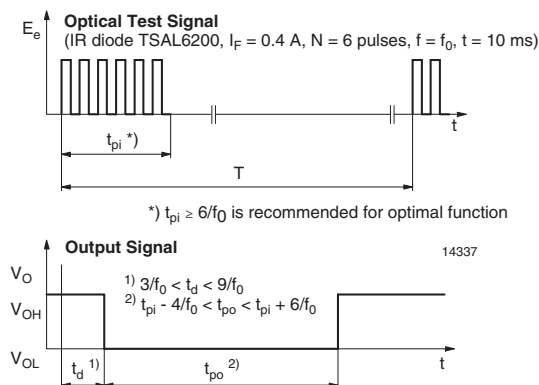 Optical Test Signal
Eₑ
(IR diode TSAL6200, I_F = 0.4 A, N = 6 pulses, f = f₀, t = 10 ms)
t
t_pi *)
T
*) t_pi ≥ 6/f₀ is recommended for optimal function
Output Signal
14337
V_O
V_OH
V_OL
1) 3/f₀ < t_d < 9/f₀
2) t_pi - 4/f₀ < t_po < t_pi + 6/f₀
t_d 1)
t_po 2)
t